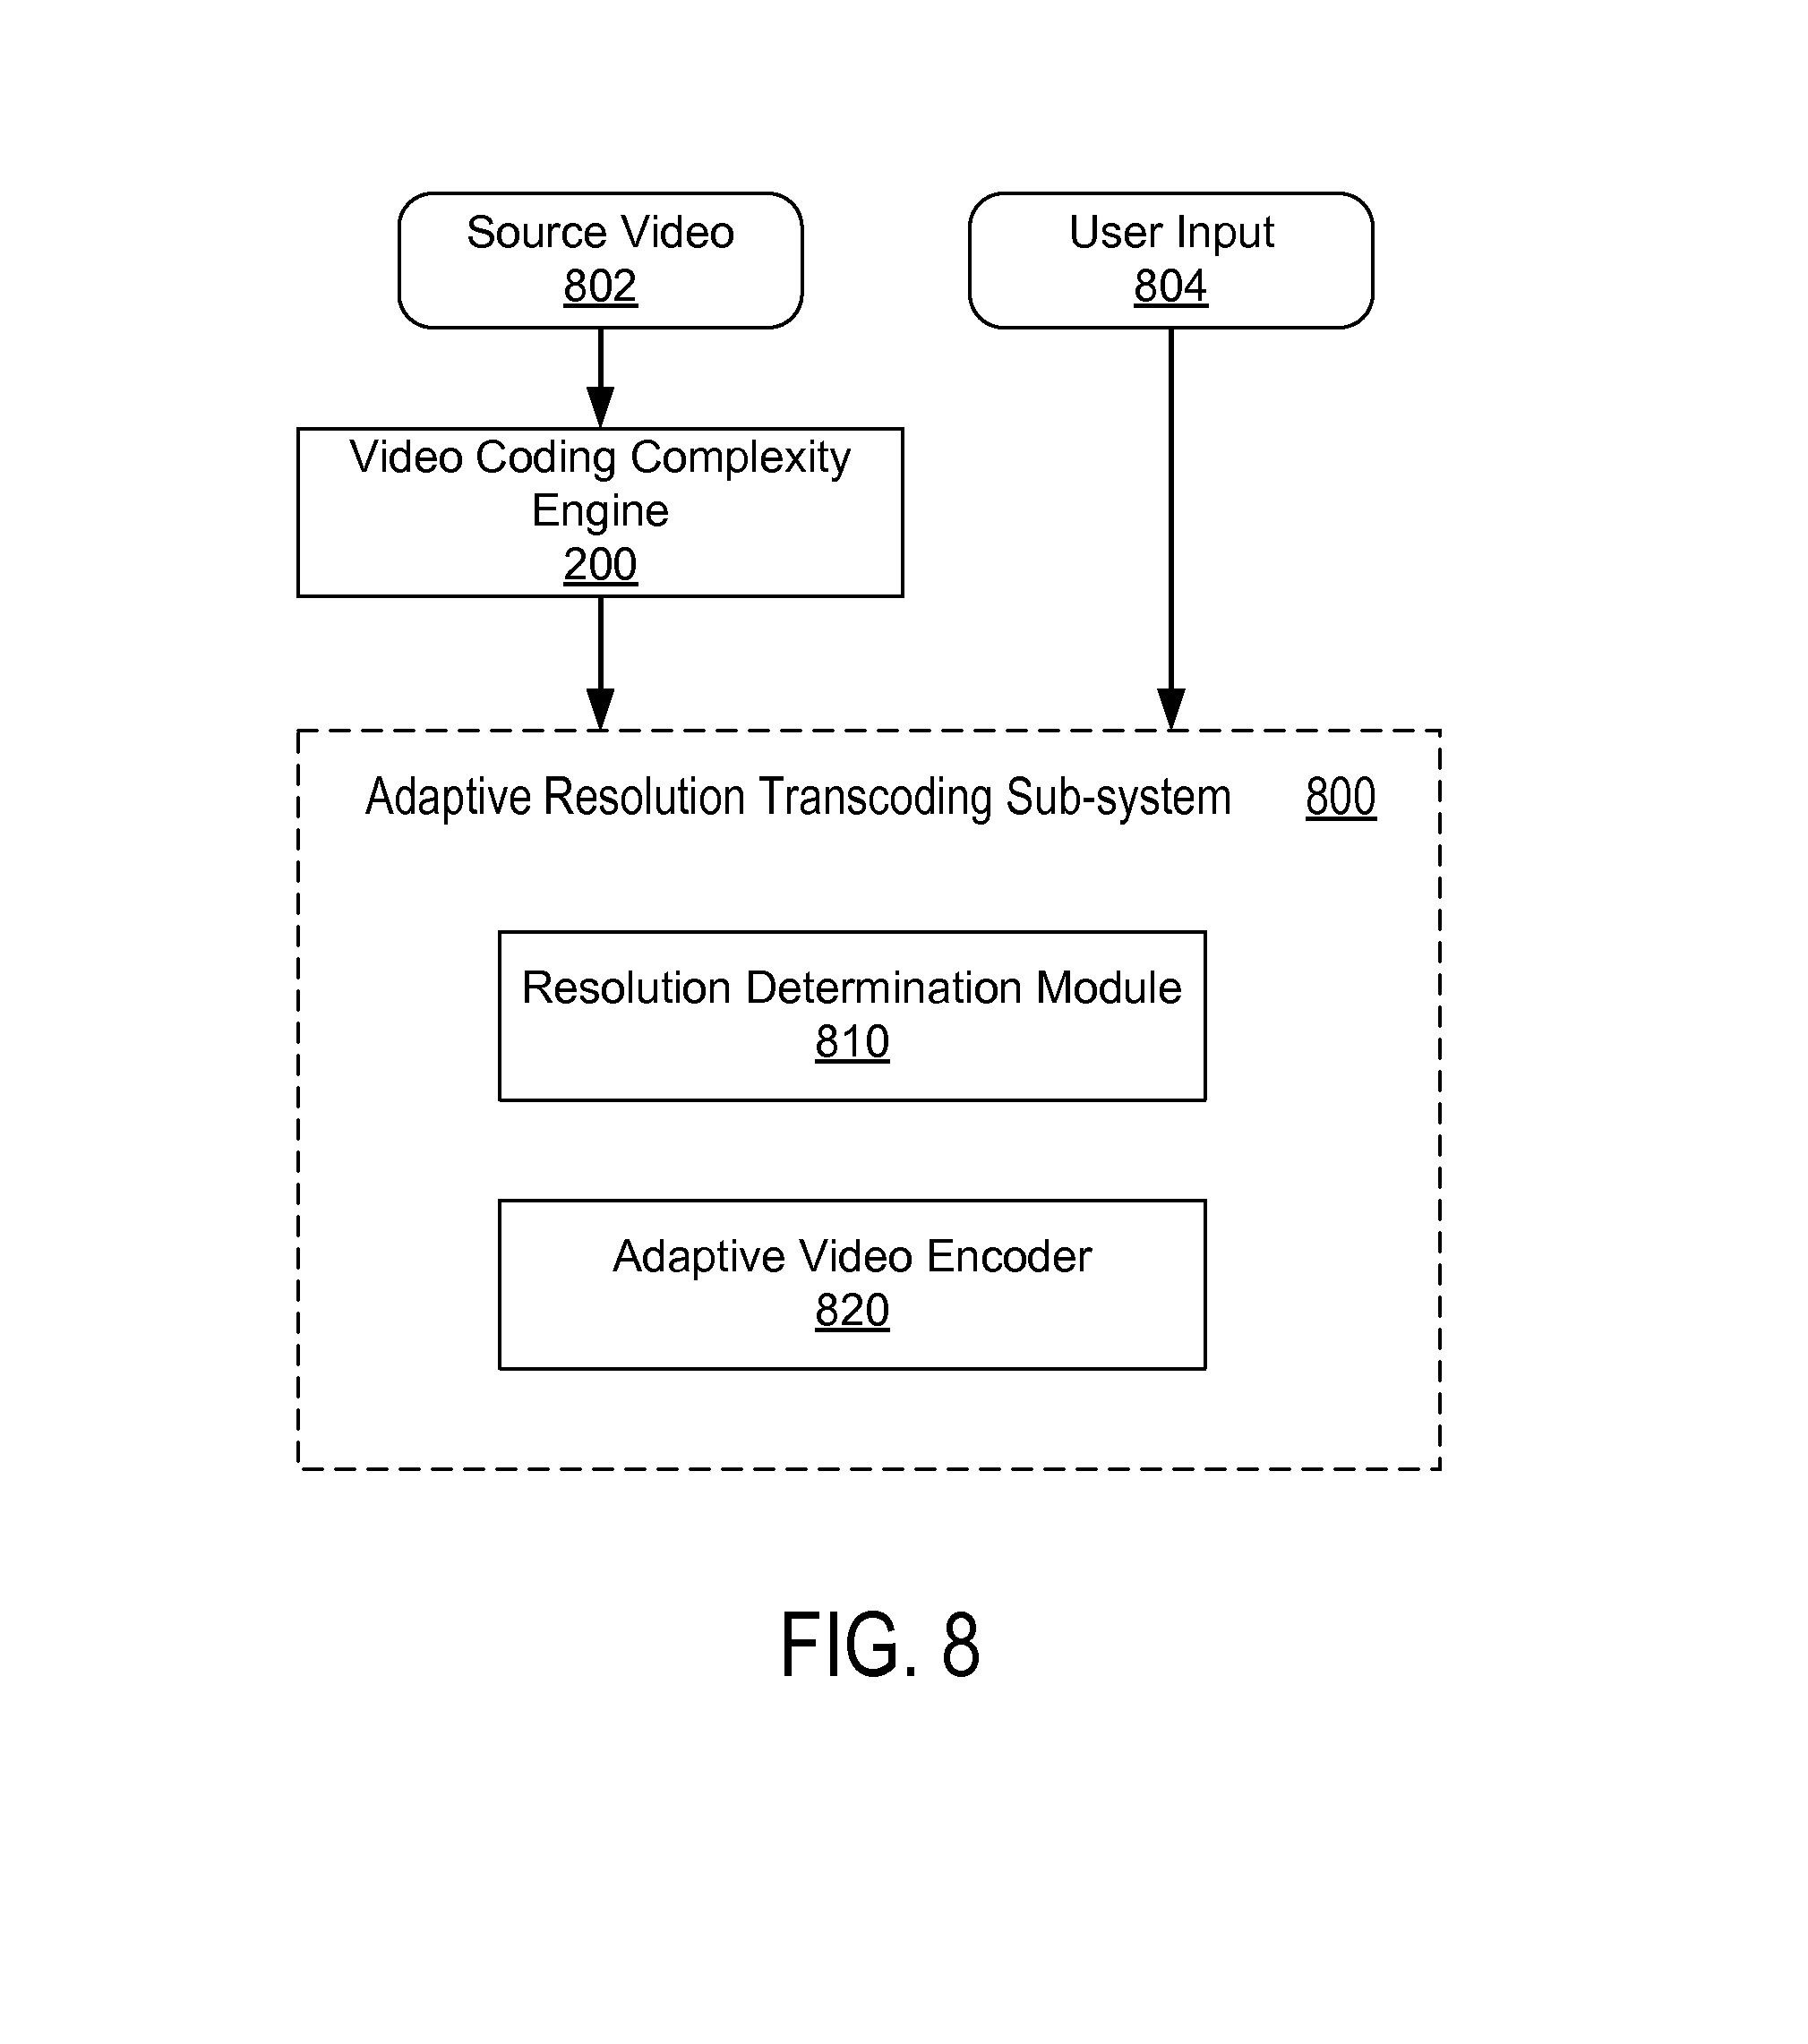 Source Video
802
User Input
804
Video Coding Complexity
Engine
200
Adaptive Resolution Transcoding Sub-system 800
Resolution Determination Module
810
Adaptive Video Encoder
820
FIG. 8